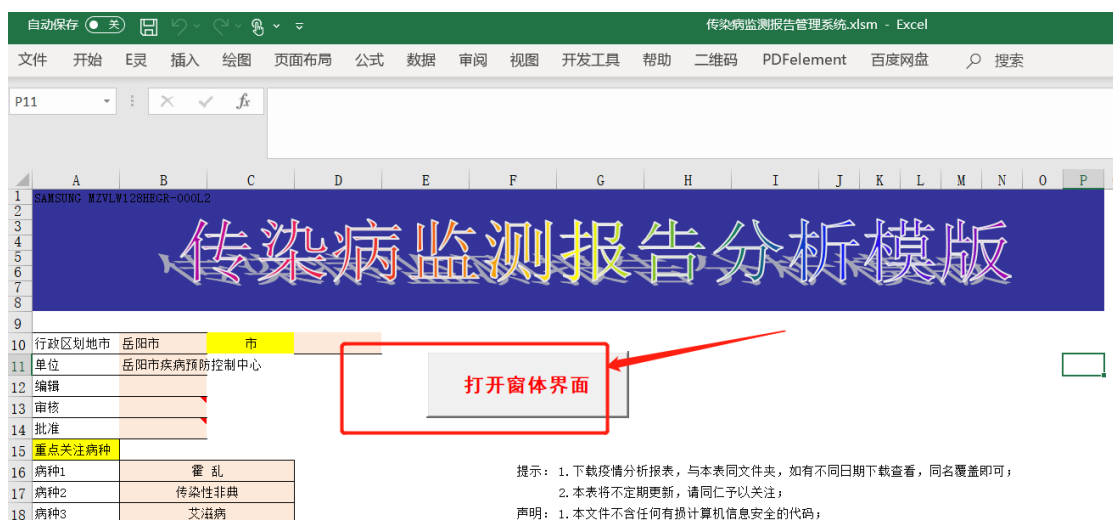 自动保存 关 传染病监测报告管理系统.xlsm - Excel
文件 开始 E灵 插入 绘图 页面布局 公式 数据 审阅 视图 开发工具 帮助 二维码 PDFelement 百度网盘 搜索
P11 fx
A B C D E F G H I J K L M N O P
1 SAMSUNG MZVLW128HEGR-000L2
2
3
4
5
6
7
8
传染病监测报告分析模版
9
10 行政区划地市 岳阳市 市
11 单位 岳阳市疾病预防控制中心
打开窗体界面
12 编辑
13 审核
14 批准
15 重点关注病种
16 病种1 霍 乱 提示: 1.下载疫情分析报表,与本表同文件夹,如有不同日期下载查看,同名覆盖即可;
17 病种2 传染性非典 2.本表将不定期更新,请同仁予以关注;
18 病种3 艾滋病 声明: 1.本文件不含任何有损计算机信息安全的代码;